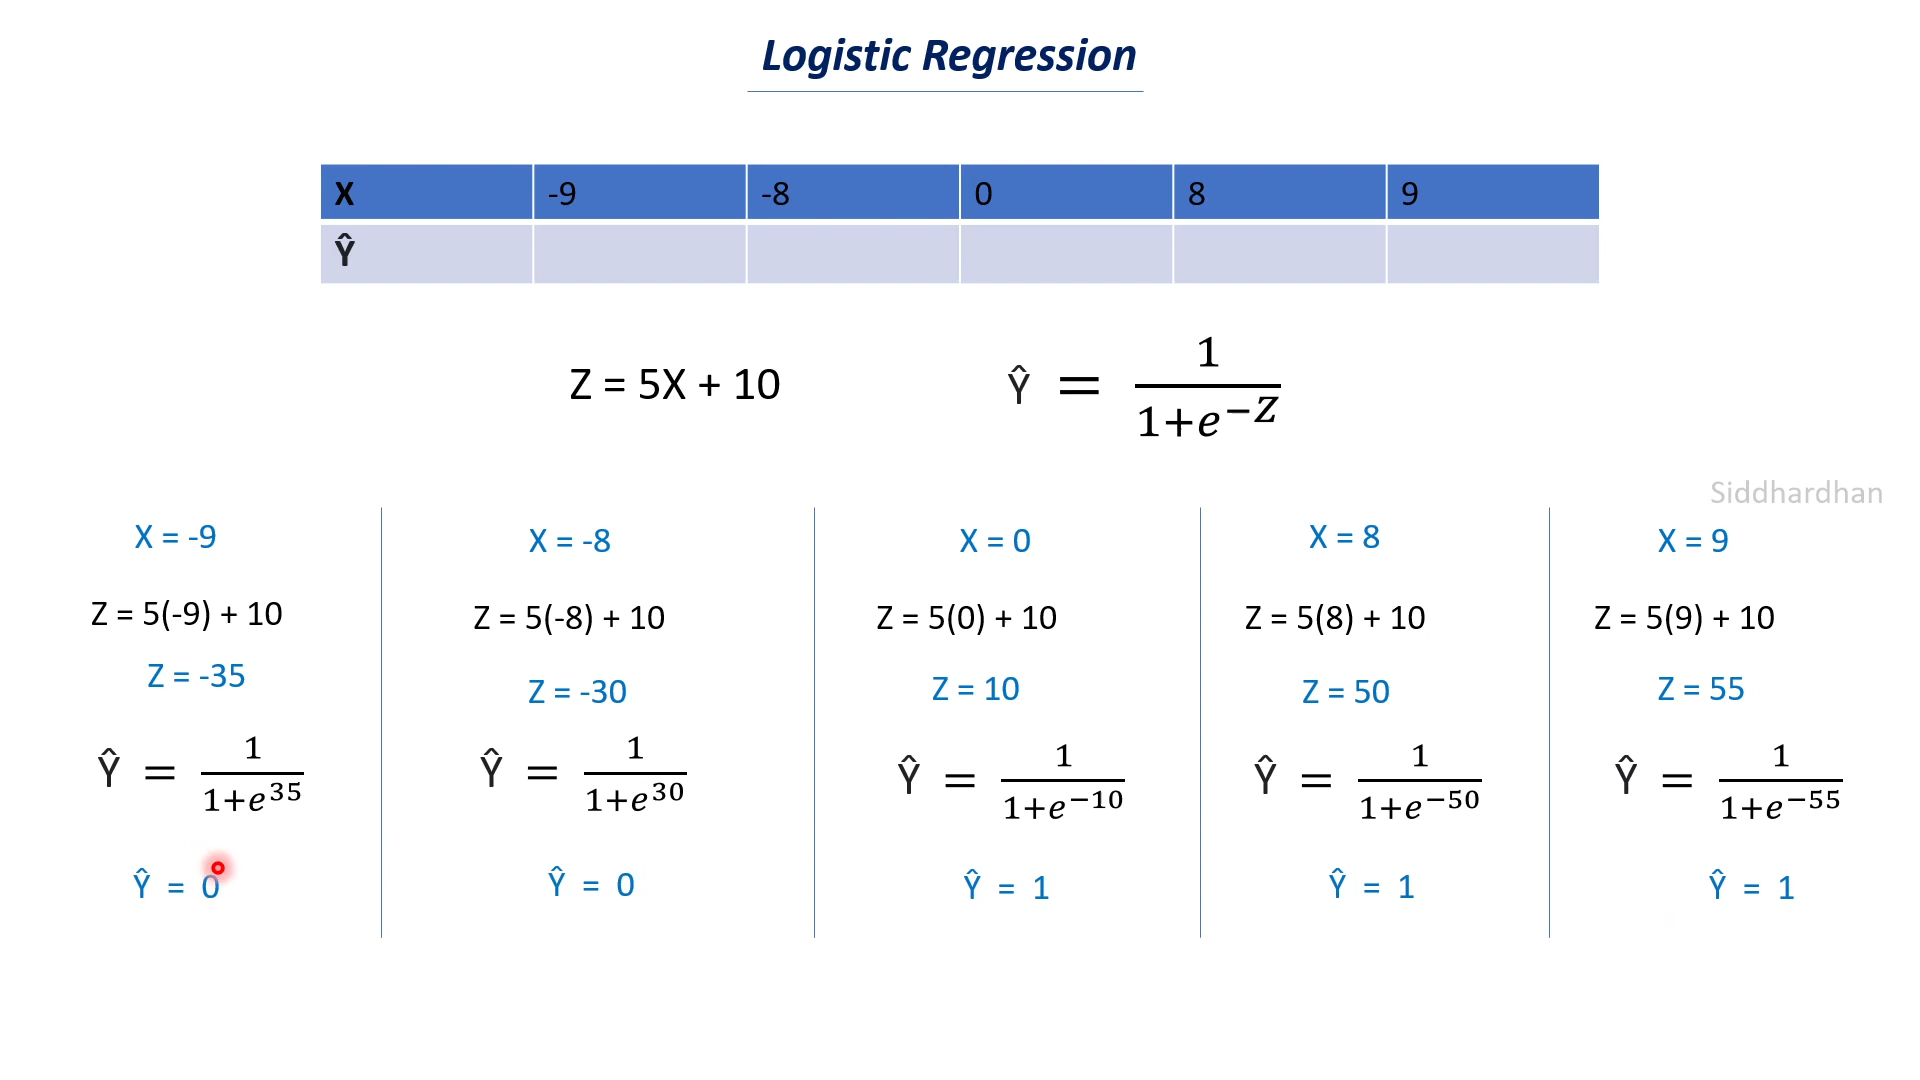 Logistic Regression
X -9 -8 0 8 9
Ŷ
Z = 5X + 10
Ŷ = 1/(1+e^−Z)
Siddhardhan
X = -9
Z = 5(-9) + 10
Z = -35
Ŷ = 1/(1+e^35)
Ŷ = 0
X = -8
Z = 5(-8) + 10
Z = -30
Ŷ = 1/(1+e^30)
Ŷ = 0
X = 0
Z = 5(0) + 10
Z = 10
Ŷ = 1/(1+e^−10)
Ŷ = 1
X = 8
Z = 5(8) + 10
Z = 50
Ŷ = 1/(1+e^−50)
Ŷ = 1
X = 9
Z = 5(9) + 10
Z = 55
Ŷ = 1/(1+e^−55)
Ŷ = 1